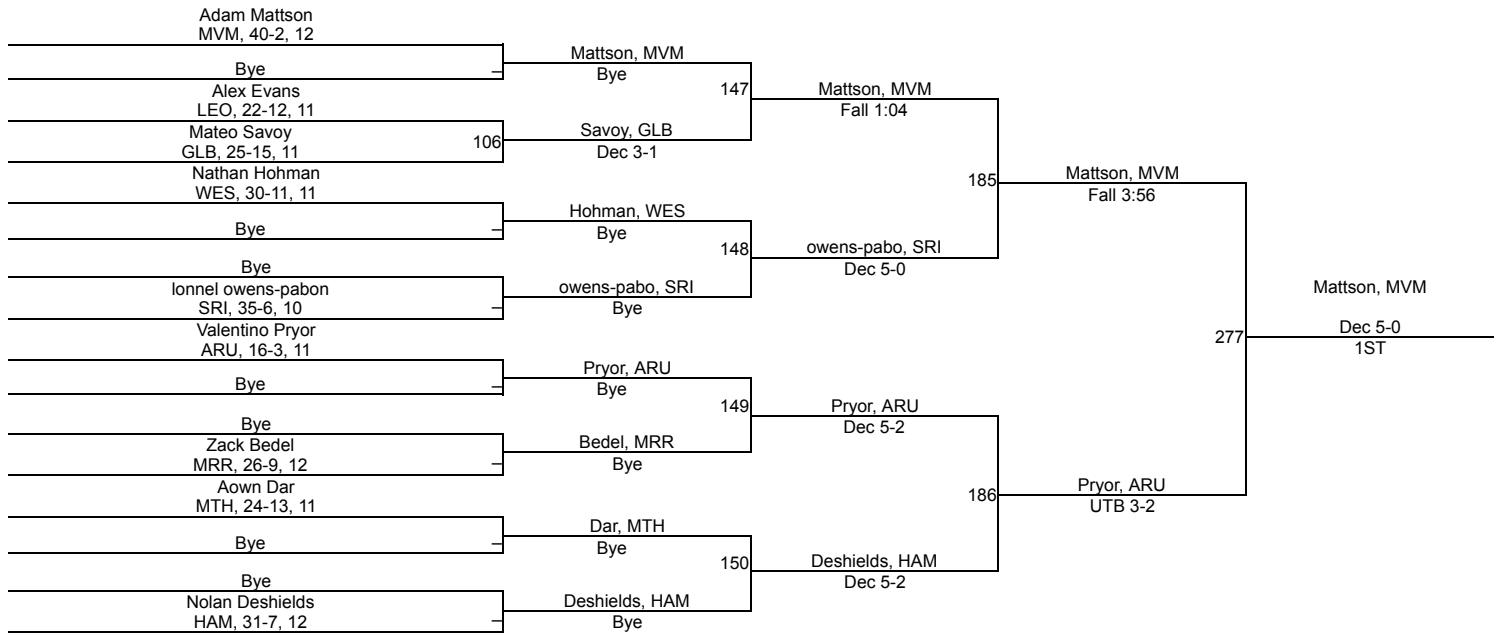 Adam Mattson
MVM, 40-2, 12
Bye
Alex Evans
LEO, 22-12, 11
Mateo Savoy
GLB, 25-15, 11
106
Nathan Hohman
WES, 30-11, 11
Bye
Bye
lonnel owens-pabon
SRI, 35-6, 10
Valentino Pryor
ARU, 16-3, 11
Bye
Bye
Zack Bedel
MRR, 26-9, 12
Aown Dar
MTH, 24-13, 11
Bye
Bye
Nolan Deshields
HAM, 31-7, 12
Mattson, MVM
Bye
147
Savoy, GLB
Dec 3-1
Hohman, WES
Bye
148
owens-pabo, SRI
Bye
Pryor, ARU
Bye
149
Bedel, MRR
Bye
Dar, MTH
Bye
150
Deshields, HAM
Bye
Mattson, MVM
Fall 1:04
185
owens-pabo, SRI
Dec 5-0
Pryor, ARU
Dec 5-2
186
Deshields, HAM
Dec 5-2
Mattson, MVM
Fall 3:56
277
Pryor, ARU
UTB 3-2
Mattson, MVM
Dec 5-0
1ST